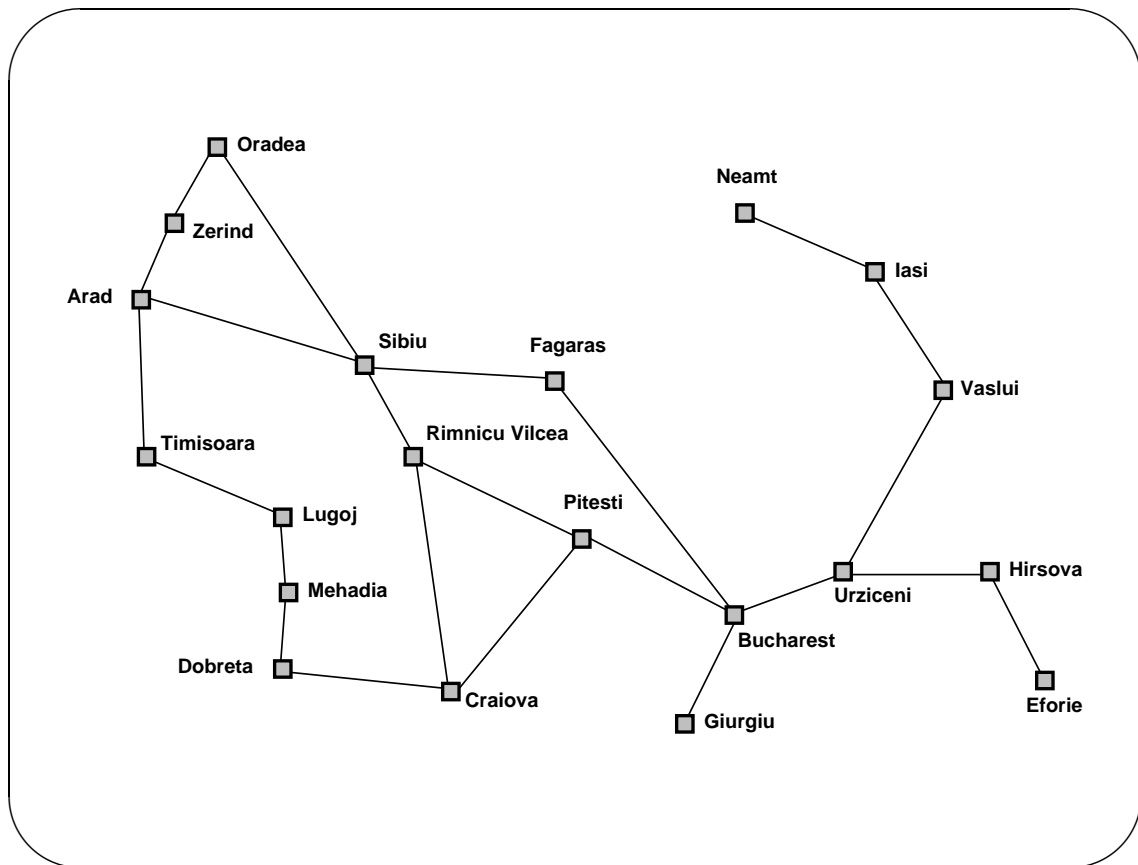 Oradea
Neamt
Zerind
Iasi
Arad
Sibiu
Fagaras
Vaslui
Timisoara
Rimnicu Vilcea
Pitesti
Lugoj
Hirsova
Mehadia
Urziceni
Bucharest
Dobreta
Craiova
Eforie
Giurgiu